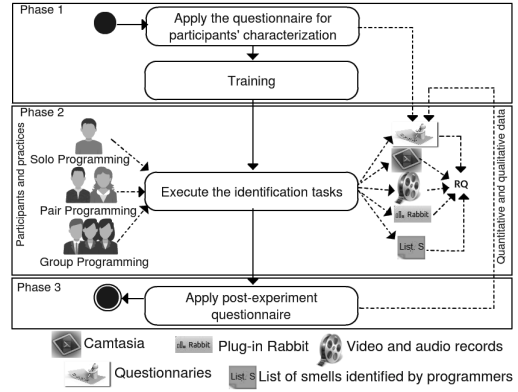 Phase 1
Apply the questionnaire for
participants' characterization
Training
Phase 2
Participants and practices
Solo Programming
Pair Programming
Group Programming
Execute the identification tasks
Rabbit
List. S
RQ
Quantitative and qualitative data
Phase 3
Apply post-experiment
questionnaire
Camtasia
Rabbit
Plug-in Rabbit
Video and audio records
Questionnaries
List. S
List of smells identified by programmers